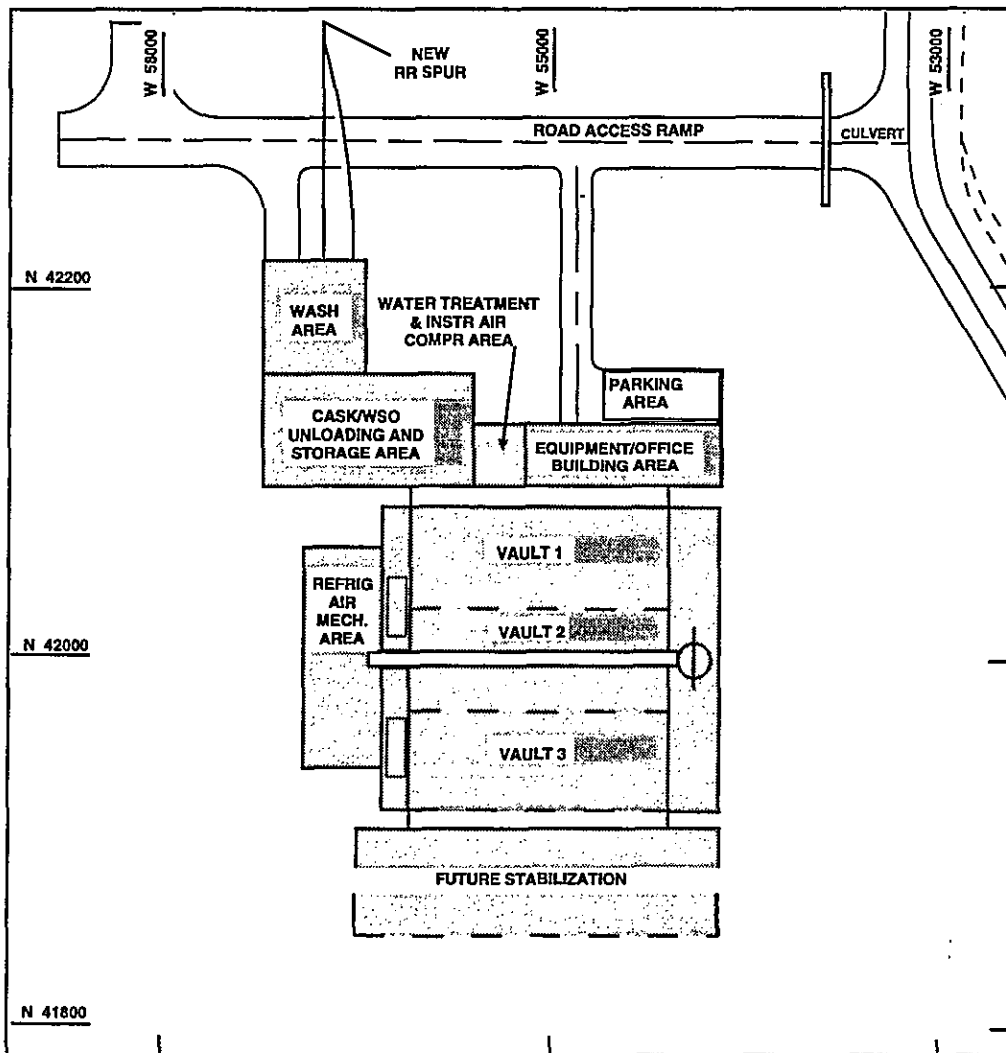 W 58000
NEW
RR SPUR
W 55000
W 53000
ROAD ACCESS RAMP
CULVERT
N 42200
WASH
AREA
WATER TREATMENT
& INSTR AIR
COMPR AREA
PARKING
AREA
CASK/WSO
UNLOADING AND
STORAGE AREA
EQUIPMENT/OFFICE
BUILDING AREA
VAULT 1
REFRIG
AIR
MECH.
AREA
VAULT 2
N 42000
VAULT 3
FUTURE STABILIZATION
N 41800